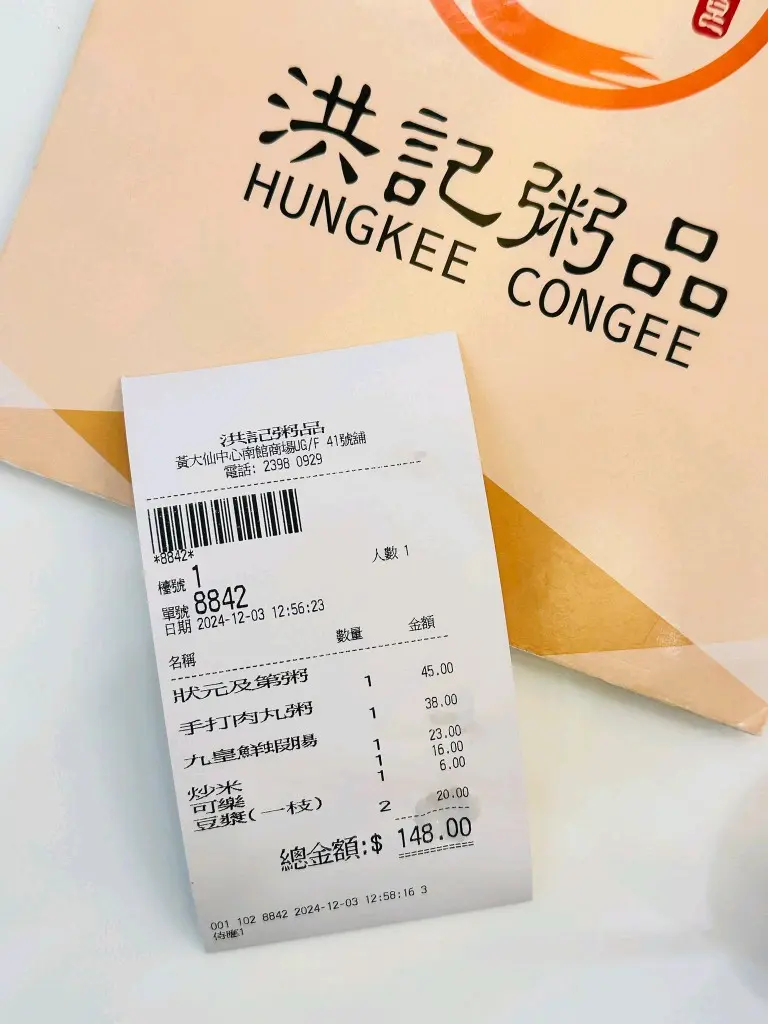 洪記粥品
HUNGKEE CONGEE
洪記粥品
黃大仙中心南館商場UG/F 41號舖
電話: 2398 0929
*8842*
檯號 1 人數 1
單號 8842
日期 2024-12-03 12:56:23
名稱 數量 金額
狀元及第粥 1 45.00
手打肉丸粥 1 38.00
九皇鮮蝦腸 1 23.00
炒米 1 16.00
可樂 1 6.00
豆漿(一枝) 2 20.00
總金額:$ 148.00
001 102 8842 2024-12-03 12:58:16 3
侍應1